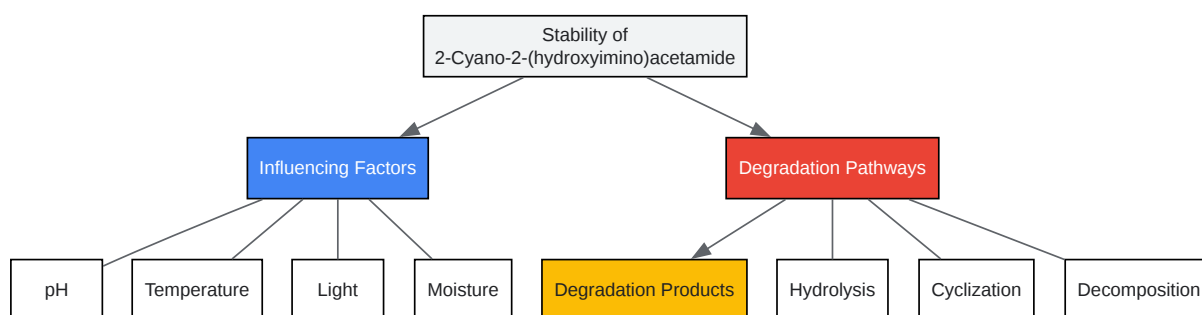 Stability of
2-Cyano-2-(hydroxyimino)acetamide
Influencing Factors
Degradation Pathways
pH
Temperature
Light
Moisture
Degradation Products
Hydrolysis
Cyclization
Decomposition